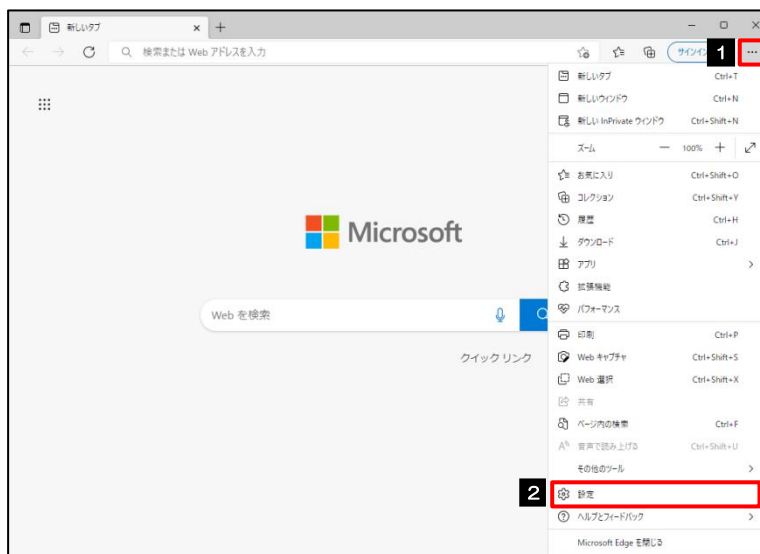 新しいタブ
検索または Web アドレスを入力
1
新しいタブ Ctrl+T
新しいウィンドウ Ctrl+N
新しい InPrivate ウィンドウ Ctrl+Shift+N
ズーム 100%
お気に入り Ctrl+Shift+O
コレクション Ctrl+Shift+Y
履歴 Ctrl+H
ダウンロード Ctrl+J
アプリ
拡張機能
パフォーマンス
印刷 Ctrl+P
Web キャプチャ Ctrl+Shift+S
Web 選択 Ctrl+Shift+X
共有
ページ内の検索 Ctrl+F
音声で読み上げる Ctrl+Shift+U
その他のツール
2 設定
ヘルプとフィードバック
Microsoft Edge を閉じる
Microsoft
Web を検索
クイック リンク